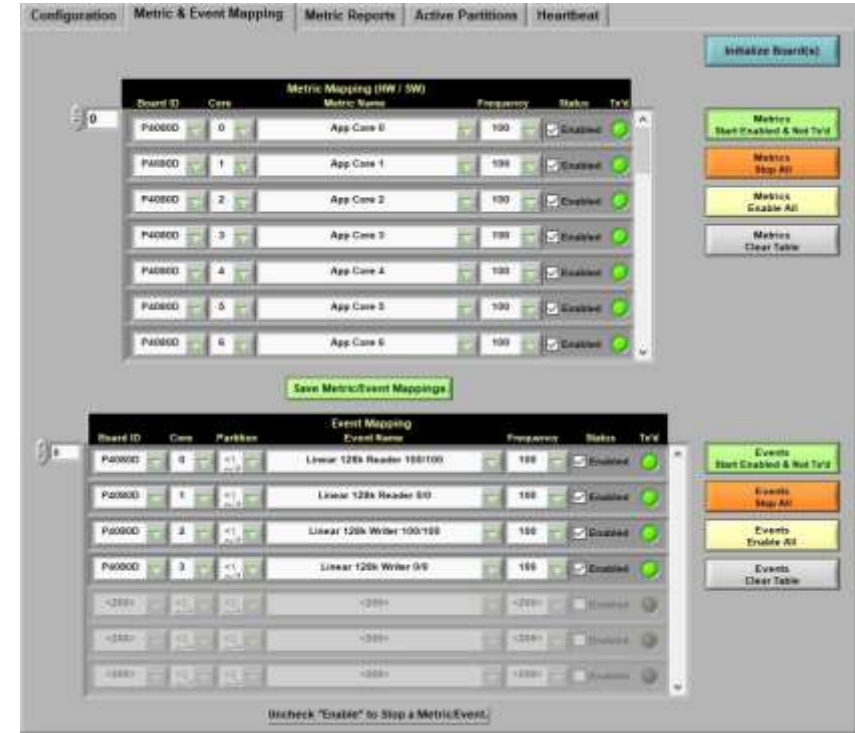 Configuration Metric & Event Mapping Metric Reports Active Partitions Heartbeat
Initialize Board(s)
Metric Mapping (HW / SW)
Board ID Core Metric Name Frequency Status Tx'd
0
P4080D 0 App Core 0 100 Enabled
P4080D 1 App Core 1 100 Enabled
P4080D 2 App Core 2 100 Enabled
P4080D 3 App Core 3 100 Enabled
P4080D 4 App Core 4 100 Enabled
P4080D 5 App Core 5 100 Enabled
P4080D 6 App Core 6 100 Enabled
Metrics
Start Enabled & Not Tx'd
Metrics
Stop All
Metrics
Enable All
Metrics
Clear Table
Save Metric/Event Mappings
Event Mapping
Board ID Core Partition Event Name Frequency Status Tx'd
P4080D 0 Linear 128k Reader 100/100 100 Enabled
P4080D 1 Linear 128k Reader 0/0 100 Enabled
P4080D 2 Linear 128k Writer 100/100 100 Enabled
P4080D 3 Linear 128k Writer 0/0 100 Enabled
Events
Start Enabled & Not Tx'd
Events
Stop All
Events
Enable All
Events
Clear Table
Uncheck "Enable" to Stop a Metric/Event.